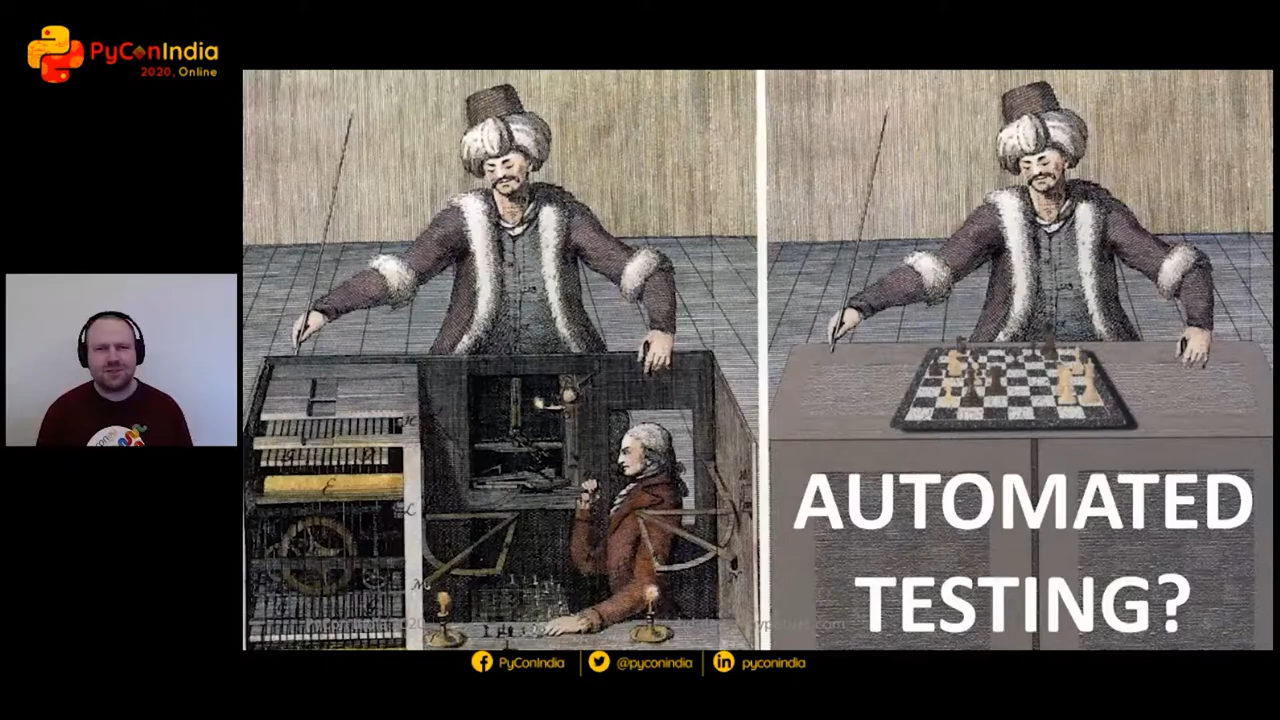 PyConIndia
2020, Online
AUTOMATED
TESTING?
PyConIndia
@pyconindia
pyconindia